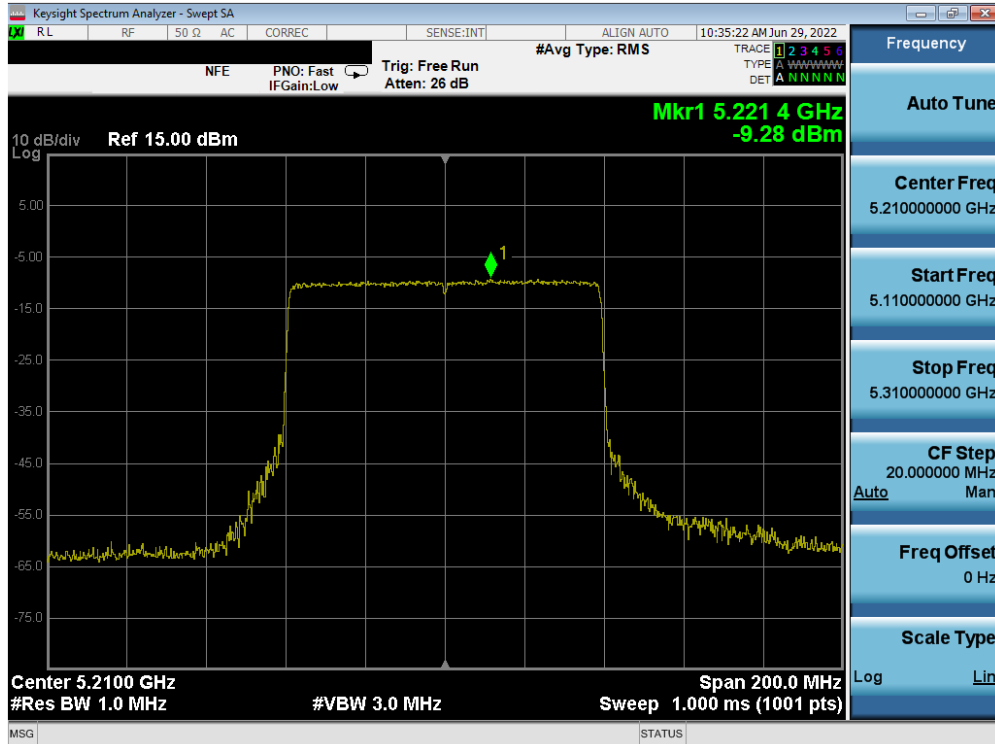 Keysight Spectrum Analyzer - Swept SA
LXI RL RF 50 Ω AC CORREC SENSE:INT ALIGN AUTO 10:35:22 AM Jun 29, 2022
#Avg Type: RMS TRACE 1 2 3 4 5 6
NFE PNO: Fast Trig: Free Run TYPE A WWWWW
IFGain:Low Atten: 26 dB DET A N N N N N
Mkr1 5.221 4 GHz
-9.28 dBm
10 dB/div Ref 15.00 dBm
Log
5.00
-5.00
1
-15.0
-25.0
-35.0
-45.0
-55.0
-65.0
-75.0
Center 5.2100 GHz Span 200.0 MHz
#Res BW 1.0 MHz #VBW 3.0 MHz Sweep 1.000 ms (1001 pts)
MSG STATUS
Frequency
Auto Tune
Center Freq
5.210000000 GHz
Start Freq
5.110000000 GHz
Stop Freq
5.310000000 GHz
CF Step
20.000000 MHz
Auto Man
Freq Offset
0 Hz
Scale Type
Log Lin